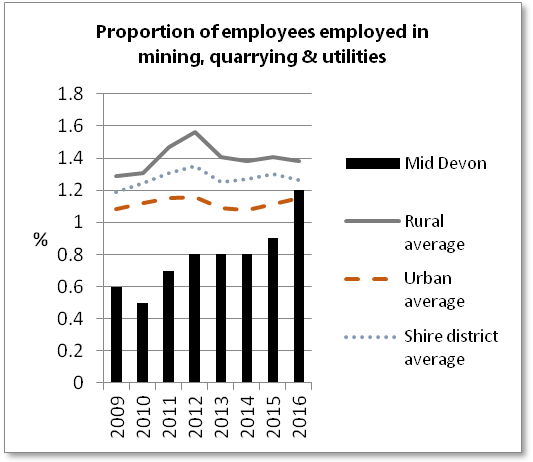 Proportion of employees employed in
mining, quarrying & utilities
1.8
1.6
1.4
1.2
1
0.8
0.6
0.4
0.2
0
%
2009
2010
2011
2012
2013
2014
2015
2016
Mid Devon
Rural
average
Urban
average
Shire district
average